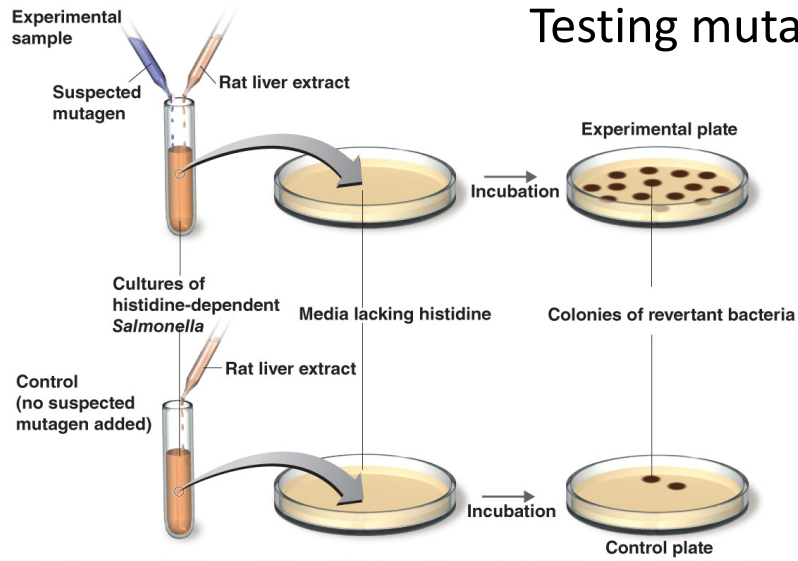 Testing muta
Experimental
sample
Suspected
mutagen
Rat liver extract
Experimental plate
Incubation
Cultures of
histidine-dependent
Salmonella
Media lacking histidine
Colonies of revertant bacteria
Rat liver extract
Control
(no suspected
mutagen added)
Incubation
Control plate